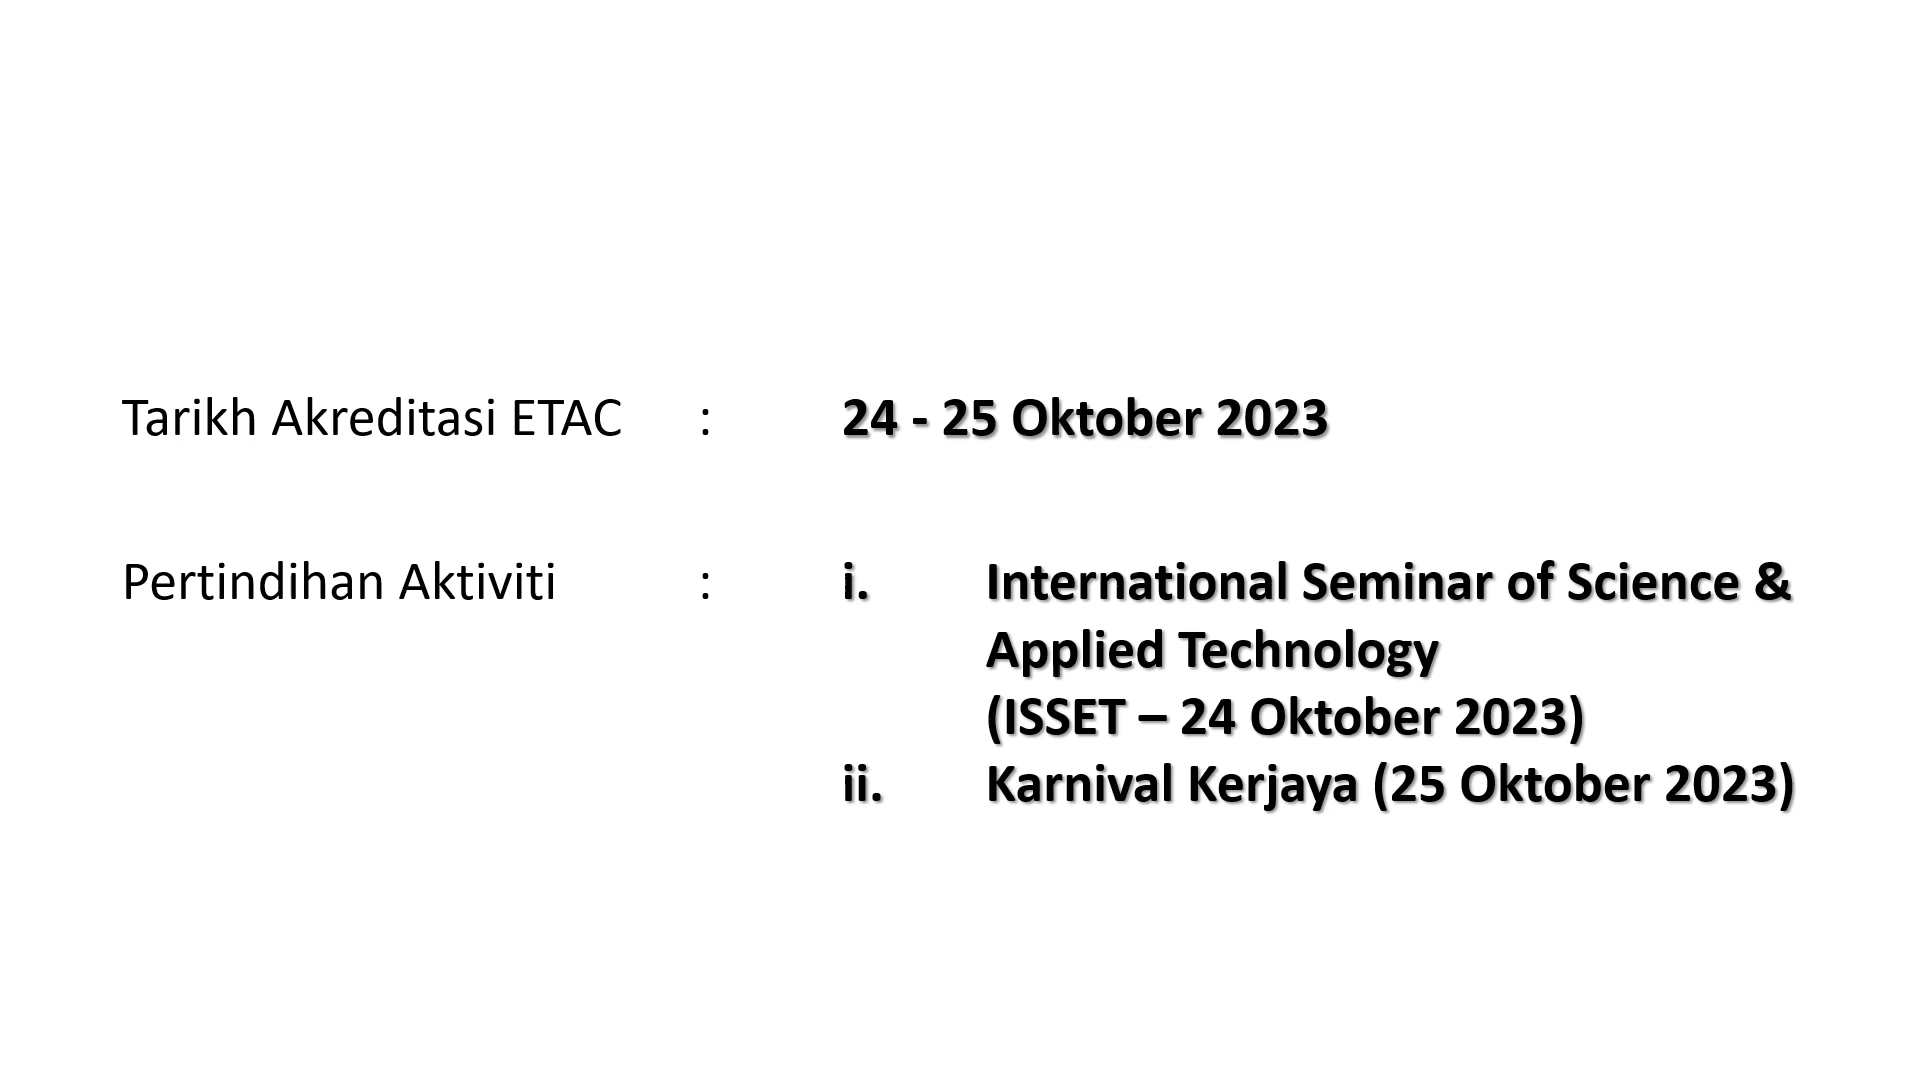 Tarikh Akreditasi ETAC : 24 - 25 Oktober 2023
Pertindihan Aktiviti : i. International Seminar of Science &
Applied Technology
(ISSET – 24 Oktober 2023)
ii. Karnival Kerjaya (25 Oktober 2023)